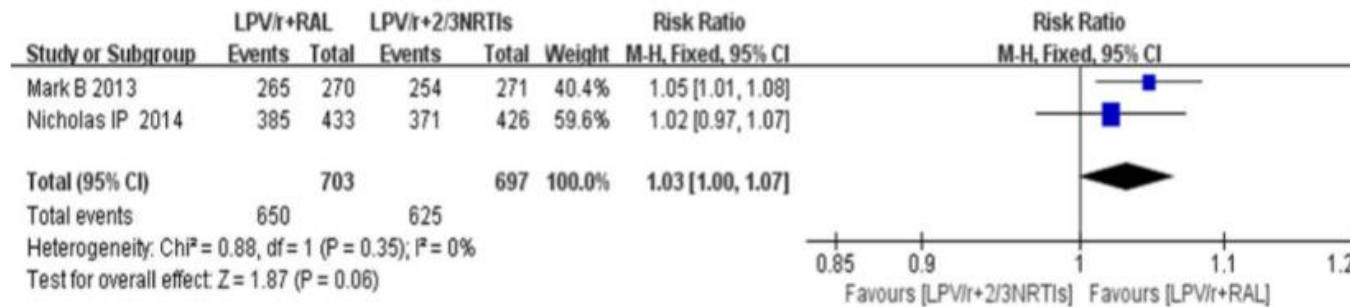 LPV/r+RAL LPV/r+2/3NRTIs Risk Ratio Risk Ratio
Study or Subgroup Events Total Events Total Weight M-H, Fixed, 95% CI M-H, Fixed, 95% CI
Mark B 2013 265 270 254 271 40.4% 1.05 [1.01, 1.08]
Nicholas IP 2014 385 433 371 426 59.6% 1.02 [0.97, 1.07]
Total (95% CI) 703 697 100.0% 1.03 [1.00, 1.07]
Total events 650 625
Heterogeneity: Chi² = 0.88, df = 1 (P = 0.35); I² = 0%
Test for overall effect: Z = 1.87 (P = 0.06)
0.85 0.9 1 1.1 1.2
Favours [LPV/r+2/3NRTIs] Favours [LPV/r+RAL]